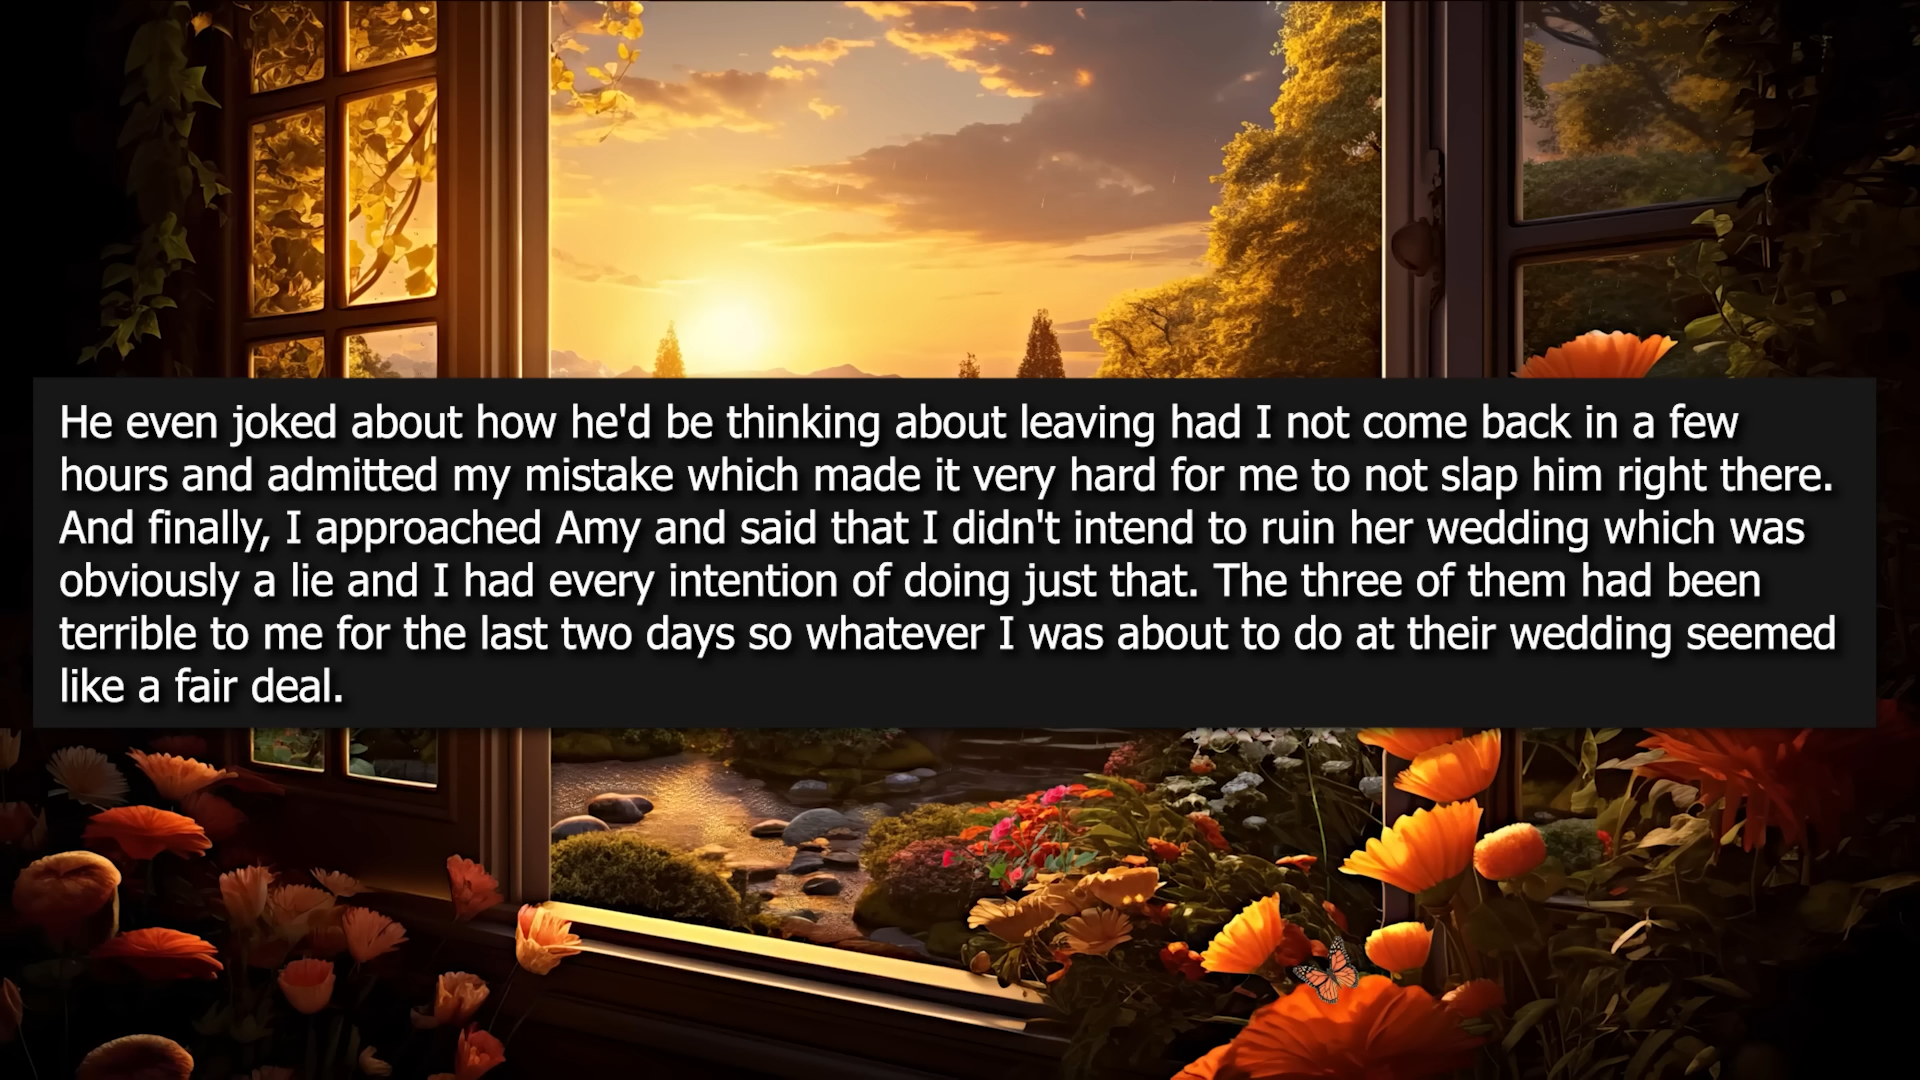 He even joked about how he'd be thinking about leaving had I not come back in a few
hours and admitted my mistake which made it very hard for me to not slap him right there.
And finally, I approached Amy and said that I didn't intend to ruin her wedding which was
obviously a lie and I had every intention of doing just that. The three of them had been
terrible to me for the last two days so whatever I was about to do at their wedding seemed
like a fair deal.